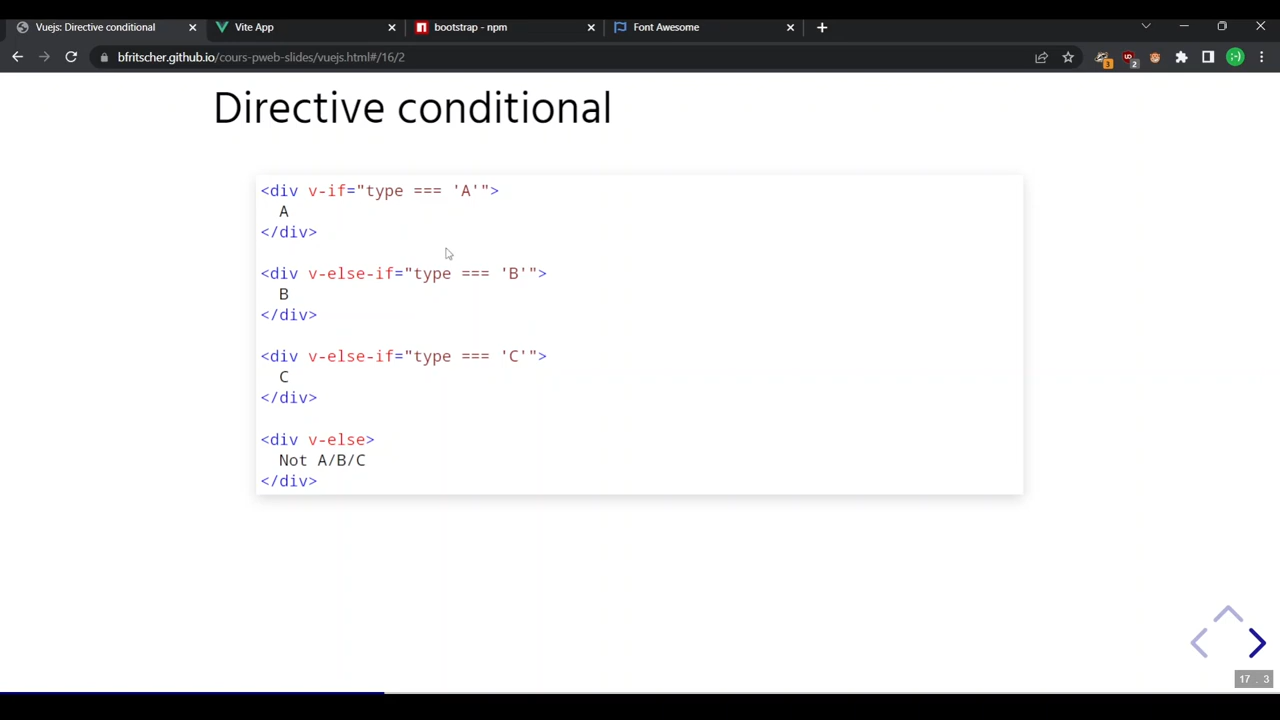 Vuejs: Directive conditional
Vite App
bootstrap - npm
Font Awesome
bfritscher.github.io/cours-pweb-slides/vuejs.html#/16/2
3
2
Directive conditional
<div v-if="type === 'A'">
A
</div>
<div v-else-if="type === 'B'">
B
</div>
<div v-else-if="type === 'C'">
C
</div>
<div v-else>
Not A/B/C
</div>
17 . 3